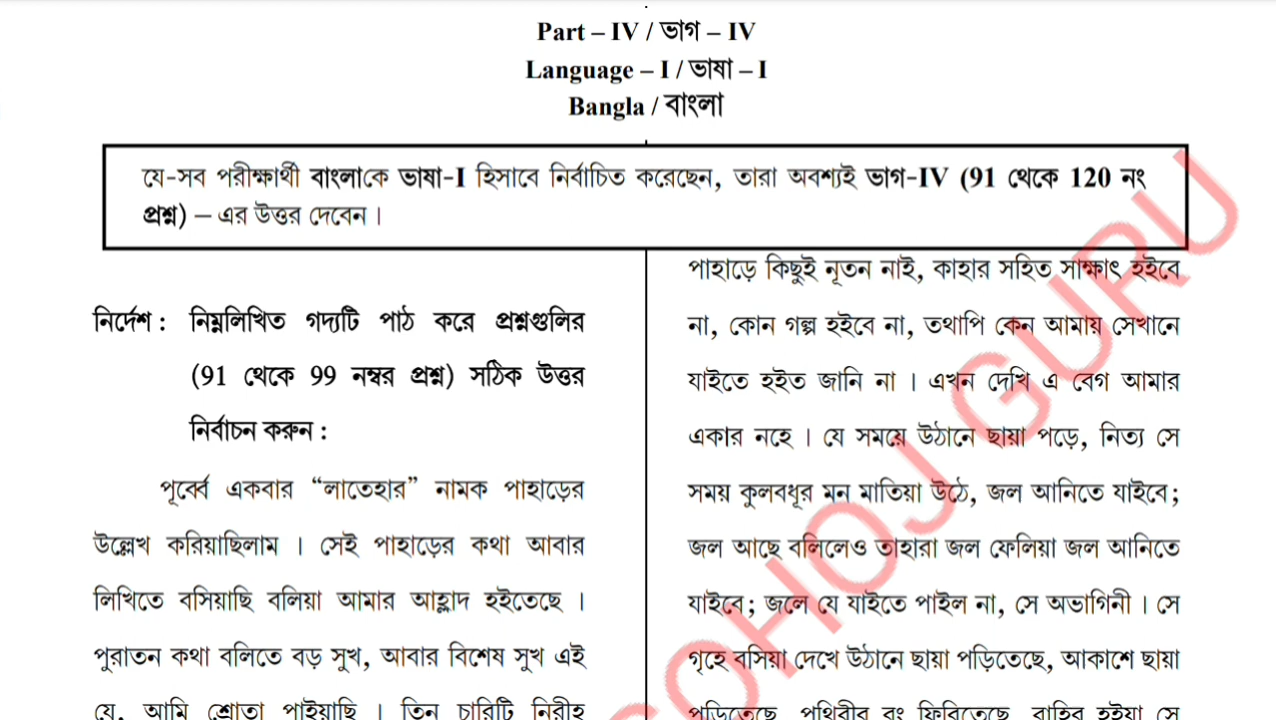 Part – IV / ভাগ – IV
Language – I / ভাষা – I
Bangla / বাংলা
যে-সব পরীক্ষার্থী বাংলাকে ভাষা-I হিসাবে নির্বাচিত করেছেন, তারা অবশ্যই ভাগ-IV (91 থেকে 120 নং
প্রশ্ন) – এর উত্তর দেবেন ।
নির্দেশ : নিম্নলিখিত গদ্যটি পাঠ করে প্রশ্নগুলির
(91 থেকে 99 নম্বর প্রশ্ন) সঠিক উত্তর
নির্বাচন করুন :
পূর্ব্বে একবার “লাতেহার” নামক পাহাড়ের
উল্লেখ করিয়াছিলাম । সেই পাহাড়ের কথা আবার
লিখিতে বসিয়াছি বলিয়া আমার আহ্লাদ হইতেছে ।
পুরাতন কথা বলিতে বড় সুখ, আবার বিশেষ সুখ এই
যে, আমি শ্রোতা পাইয়াছি । তিন চারিটি নিরীহ
পাহাড়ে কিছুই নূতন নাই, কাহার সহিত সাক্ষাৎ হইবে
না, কোন গল্প হইবে না, তথাপি কেন আমায় সেখানে
যাইতে হইত জানি না । এখন দেখি এ বেগ আমার
একার নহে । যে সময়ে উঠানে ছায়া পড়ে, নিত্য সে
সময় কুলবধূর মন মাতিয়া উঠে, জল আনিতে যাইবে;
জল আছে বলিলেও তাহারা জল ফেলিয়া জল আনিতে
যাইবে; জলে যে যাইতে পাইল না, সে অভাগিনী । সে
গৃহে বসিয়া দেখে উঠানে ছায়া পড়িতেছে, আকাশে ছায়া
পড়িতেছে, পৃথিবীর রং ফিরিতেছে, বাহির হইয়া সে
SOHOJ GURU